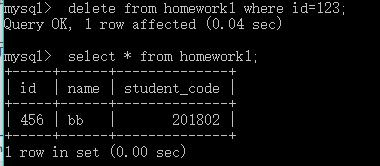 mysql>  delete from homework1 where id=123;
Query OK, 1 row affected (0.04 sec)
mysql>  select * from homework1;
+-----+------+--------------+
| id  | name | student_code |
+-----+------+--------------+
| 456 | bb   |       201802 |
+-----+------+--------------+
1 row in set (0.00 sec)